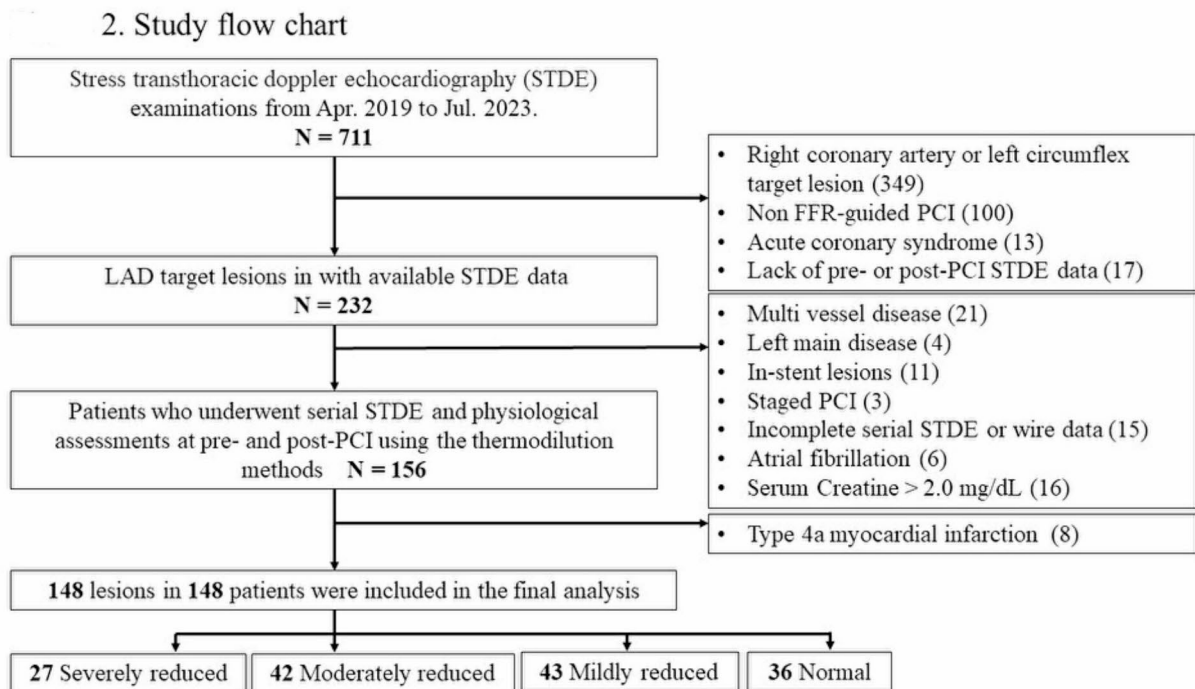 2. Study flow chart
Stress transthoracic doppler echocardiography (STDE)
examinations from Apr. 2019 to Jul. 2023.
N = 711
• Right coronary artery or left circumflex
target lesion (349)
• Non FFR-guided PCI (100)
• Acute coronary syndrome (13)
• Lack of pre- or post-PCI STDE data (17)
LAD target lesions in with available STDE data
N = 232
• Multi vessel disease (21)
• Left main disease (4)
• In-stent lesions (11)
• Staged PCI (3)
• Incomplete serial STDE or wire data (15)
• Atrial fibrillation (6)
• Serum Creatine > 2.0 mg/dL (16)
Patients who underwent serial STDE and physiological
assessments at pre- and post-PCI using the thermodilution
methods N = 156
• Type 4a myocardial infarction (8)
148 lesions in 148 patients were included in the final analysis
27 Severely reduced
42 Moderately reduced
43 Mildly reduced
36 Normal